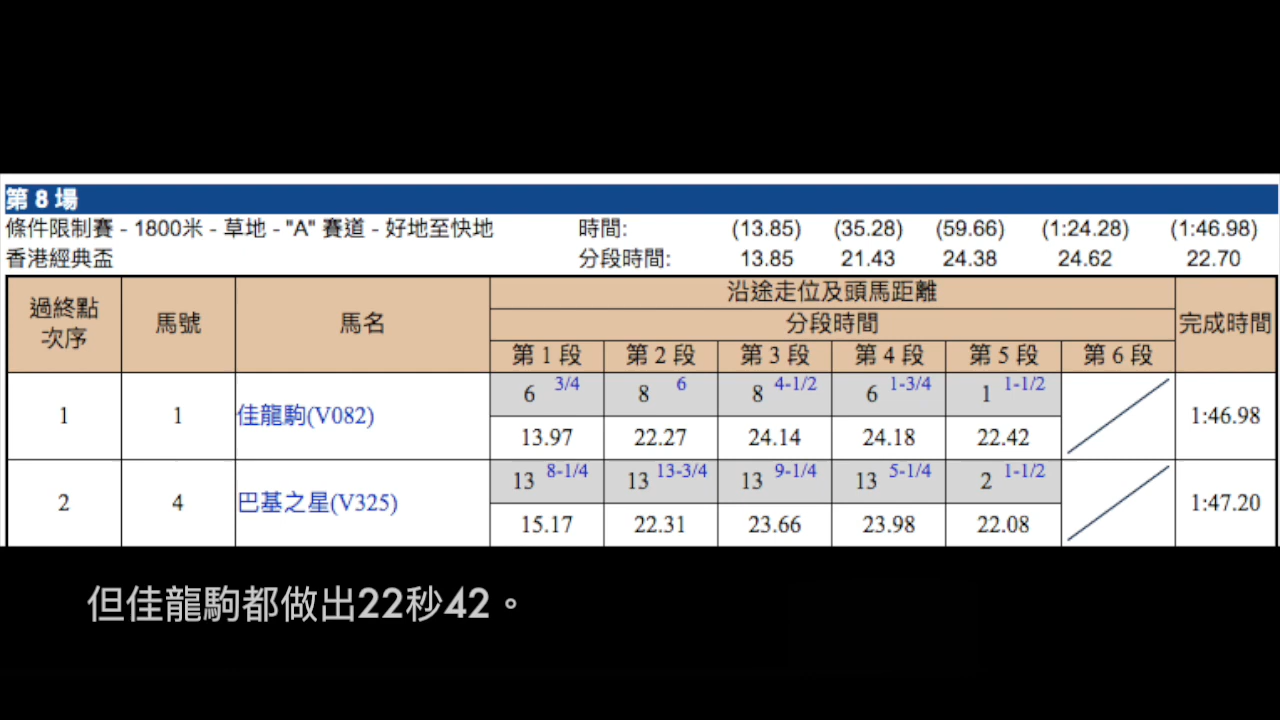 第 8 場
條件限制賽 - 1800米 - 草地 - "A" 賽道 - 好地至快地 時間: (13.85) (35.28) (59.66) (1:24.28) (1:46.98)
香港經典盃 分段時間: 13.85 21.43 24.38 24.62 22.70
過終點次序 馬號 馬名 沿途走位及頭馬距離 完成時間
分段時間
第 1 段 第 2 段 第 3 段 第 4 段 第 5 段 第 6 段
1 1 佳龍駒(V082) 6 3/4 8 6 8 4-1/2 6 1-3/4 1 1-1/2 1:46.98
13.97 22.27 24.14 24.18 22.42
2 4 巴基之星(V325) 13 8-1/4 13 13-3/4 13 9-1/4 13 5-1/4 2 1-1/2 1:47.20
15.17 22.31 23.66 23.98 22.08
但佳龍駒都做出22秒42。